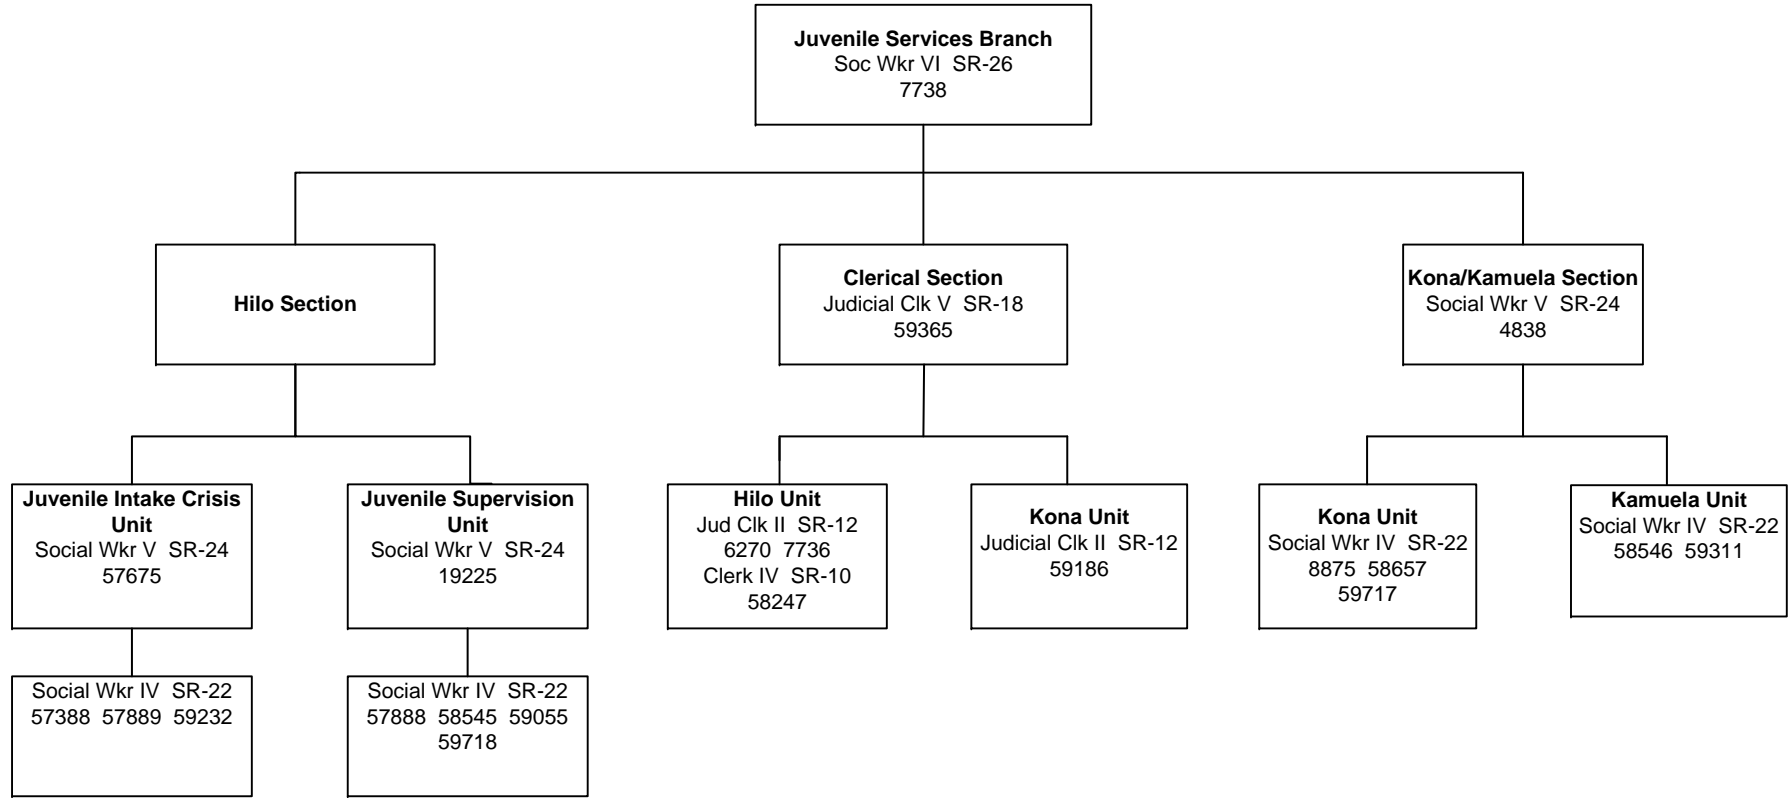 Juvenile Services Branch
Soc Wkr VI  SR-26
7738
Hilo Section
Clerical Section
Judicial Clk V  SR-18
59365
Kona/Kamuela Section
Social Wkr V  SR-24
4838
Juvenile Intake Crisis
Unit
Social Wkr V  SR-24
57675
Juvenile Supervision
Unit
Social Wkr V  SR-24
19225
Hilo Unit
Jud Clk II  SR-12
6270  7736
Clerk IV  SR-10
58247
Kona Unit
Judicial Clk II  SR-12
59186
Kona Unit
Social Wkr IV  SR-22
8875  58657
59717
Kamuela Unit
Social Wkr IV  SR-22
58546  59311
Social Wkr IV  SR-22
57388  57889  59232
Social Wkr IV  SR-22
57888  58545  59055
59718